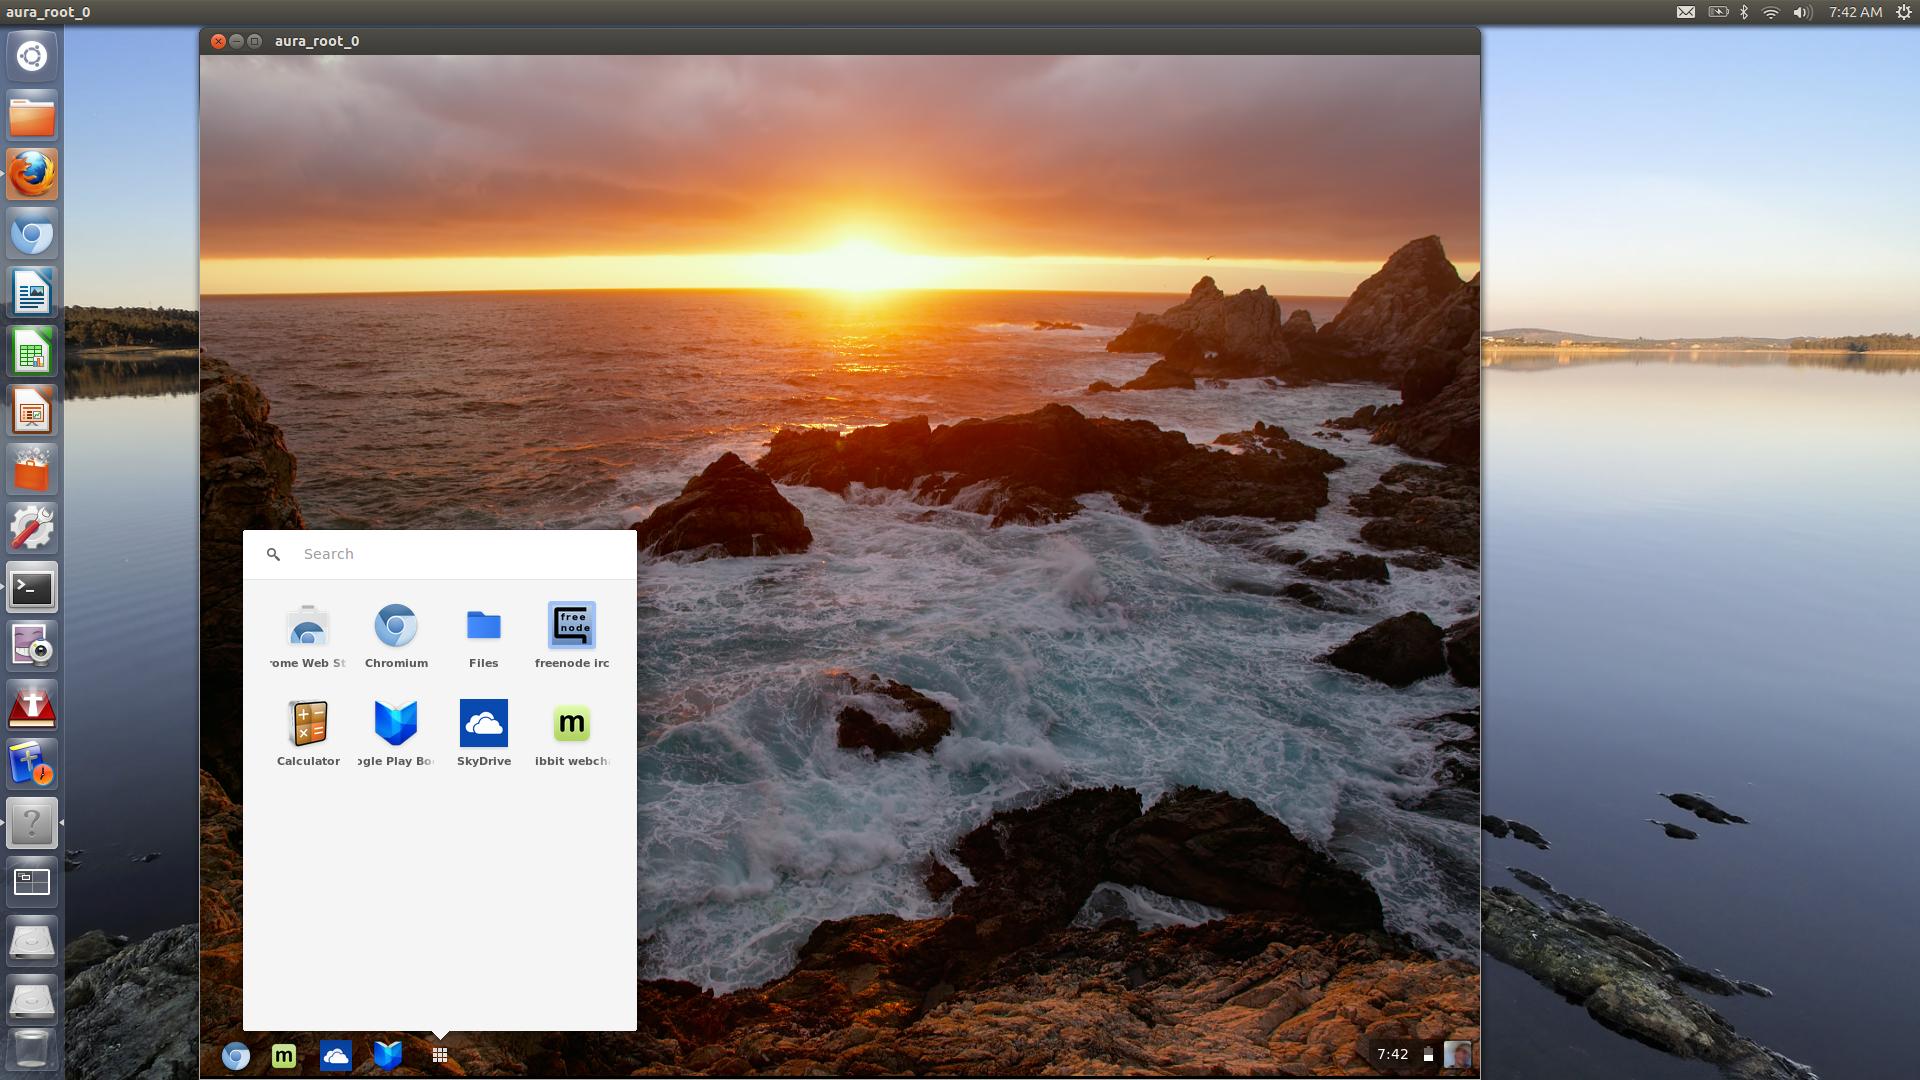 aura_root_0
7:42 AM
aura_root_0
Search
rome Web St
Chromium
Files
free
node
freenode irc
Calculator
ogle Play Bo
SkyDrive
m
ibbit webch
m
7:42